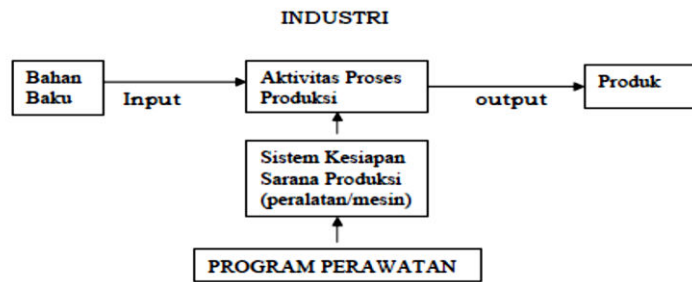 INDUSTRI
Bahan
Baku
Input
Aktivitas Proses
Produksi
output
Produk
Sistem Kesiapan
Sarana Produksi
(peralatan/mesin)
PROGRAM PERAWATAN